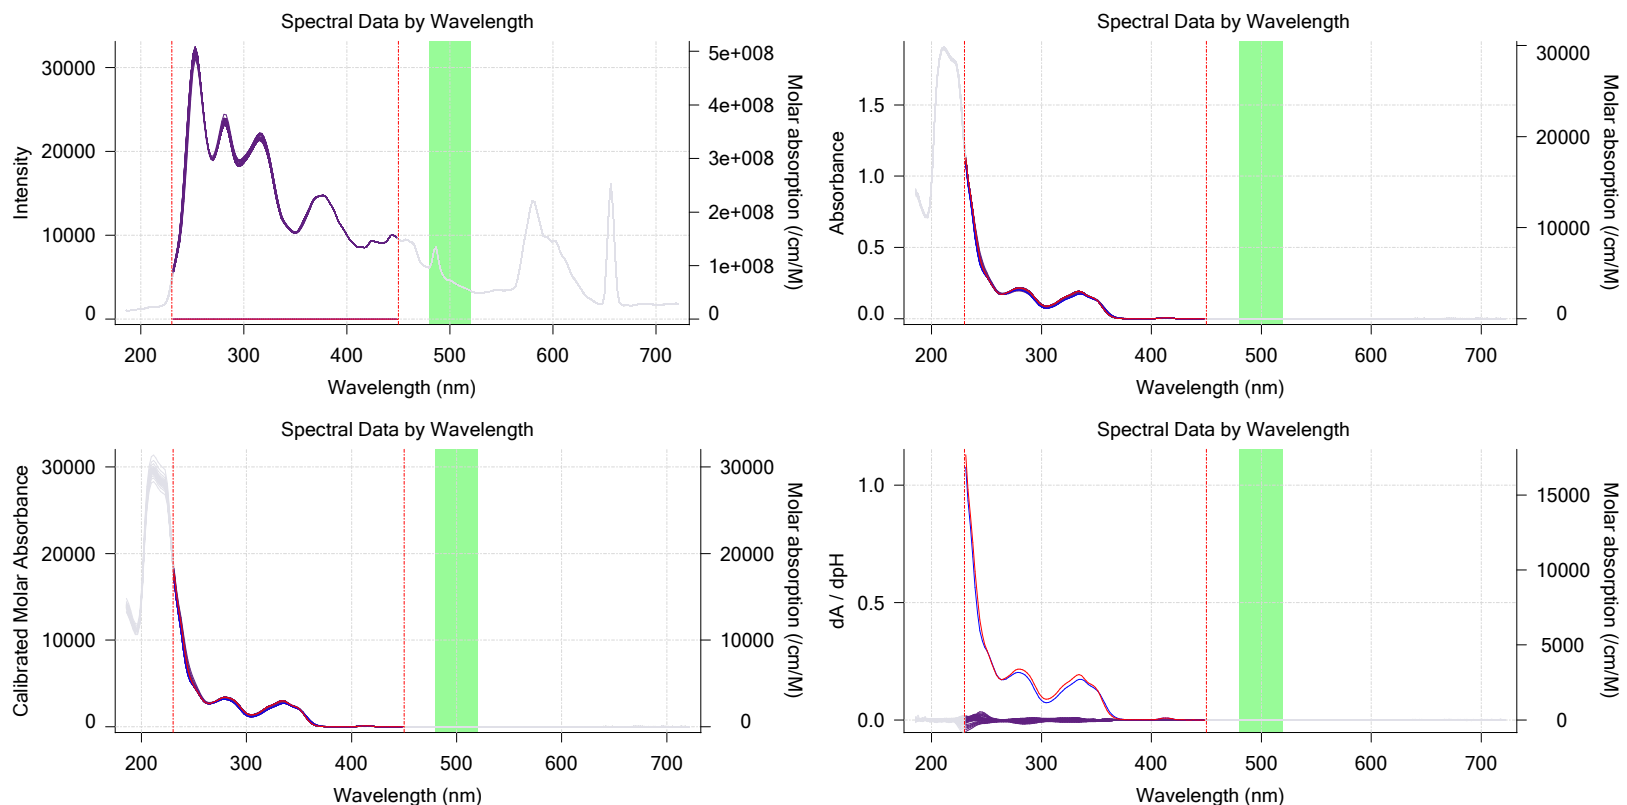 Spectral Data by Wavelength
Intensity
30000
20000
10000
0
5e+008
4e+008
3e+008
2e+008
1e+008
0
Molar absorption (/cm/M)
200 300 400 500 600 700
Wavelength (nm)
Spectral Data by Wavelength
Absorbance
1.5
1.0
0.5
0.0
30000
20000
10000
0
Molar absorption (/cm/M)
200 300 400 500 600 700
Wavelength (nm)
Spectral Data by Wavelength
Calibrated Molar Absorbance
30000
20000
10000
0
30000
20000
10000
0
Molar absorption (/cm/M)
200 300 400 500 600 700
Wavelength (nm)
Spectral Data by Wavelength
dA / dpH
1.0
0.5
0.0
15000
10000
5000
0
Molar absorption (/cm/M)
200 300 400 500 600 700
Wavelength (nm)